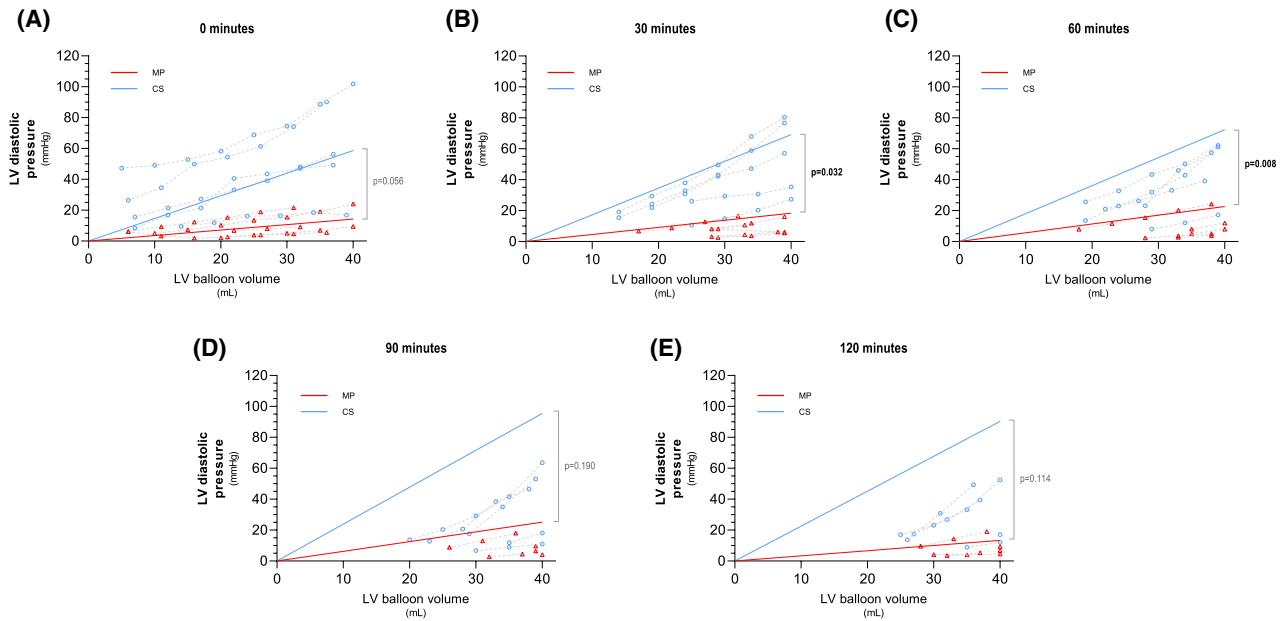 (A)
0 minutes
120
100
80
60
40
20
0
LV diastolic
pressure
(mmHg)
MP
CS
p=0.056
0
10
20
30
40
LV balloon volume
(mL)
(B)
30 minutes
120
100
80
60
40
20
0
LV diastolic
pressure
(mmHg)
MP
CS
p=0.032
0
10
20
30
40
LV balloon volume
(mL)
(C)
60 minutes
120
100
80
60
40
20
0
LV diastolic
pressure
(mmHg)
MP
CS
p=0.008
0
10
20
30
40
LV balloon volume
(mL)
(D)
90 minutes
120
100
80
60
40
20
0
LV diastolic
pressure
(mmHg)
MP
CS
p=0.190
0
10
20
30
40
LV balloon volume
(mL)
(E)
120 minutes
120
100
80
60
40
20
0
LV diastolic
pressure
(mmHg)
MP
CS
p=0.114
0
10
20
30
40
LV balloon volume
(mL)